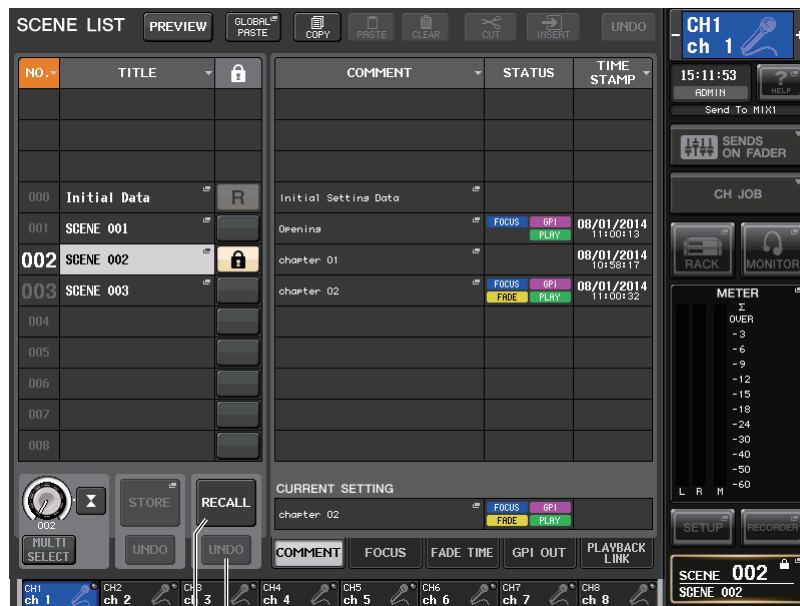 SCENE LIST PREVIEW GLOBAL PASTE COPY PASTE CLEAR CUT INSERT UNDO
CH1
ch 1
- +
NO. TITLE COMMENT STATUS TIME STAMP
15:11:53
ADMIN
? HELP
Send To MIX1
SENDS ON FADER
CH JOB
RACK MONITOR
000 Initial Data R Initial Setting Data
001 SCENE 001 Opening FOCUS GPI PLAY 08/01/2014 11:00:13
002 SCENE 002 chapter 01 08/01/2014 10:58:17
003 SCENE 003 chapter 02 FOCUS GPI FADE PLAY 08/01/2014 11:00:32
004
005
006
007
008
METER
Σ
OVER
-3
-6
-9
-12
-15
-18
-24
-30
-40
-50
-60
L R M
002
MULTI SELECT
STORE
UNDO
RECALL
UNDO
CURRENT SETTING
chapter 02 FOCUS GPI FADE PLAY
COMMENT FOCUS FADE TIME GPI OUT PLAYBACK LINK
SETUP RECORDER
SCENE 002
SCENE 002
CH1 CH2 CH3 CH4 CH5 CH6 CH7 CH8
ch 1 ch 2 ch 3 ch 4 ch 5 ch 6 ch 7 ch 8